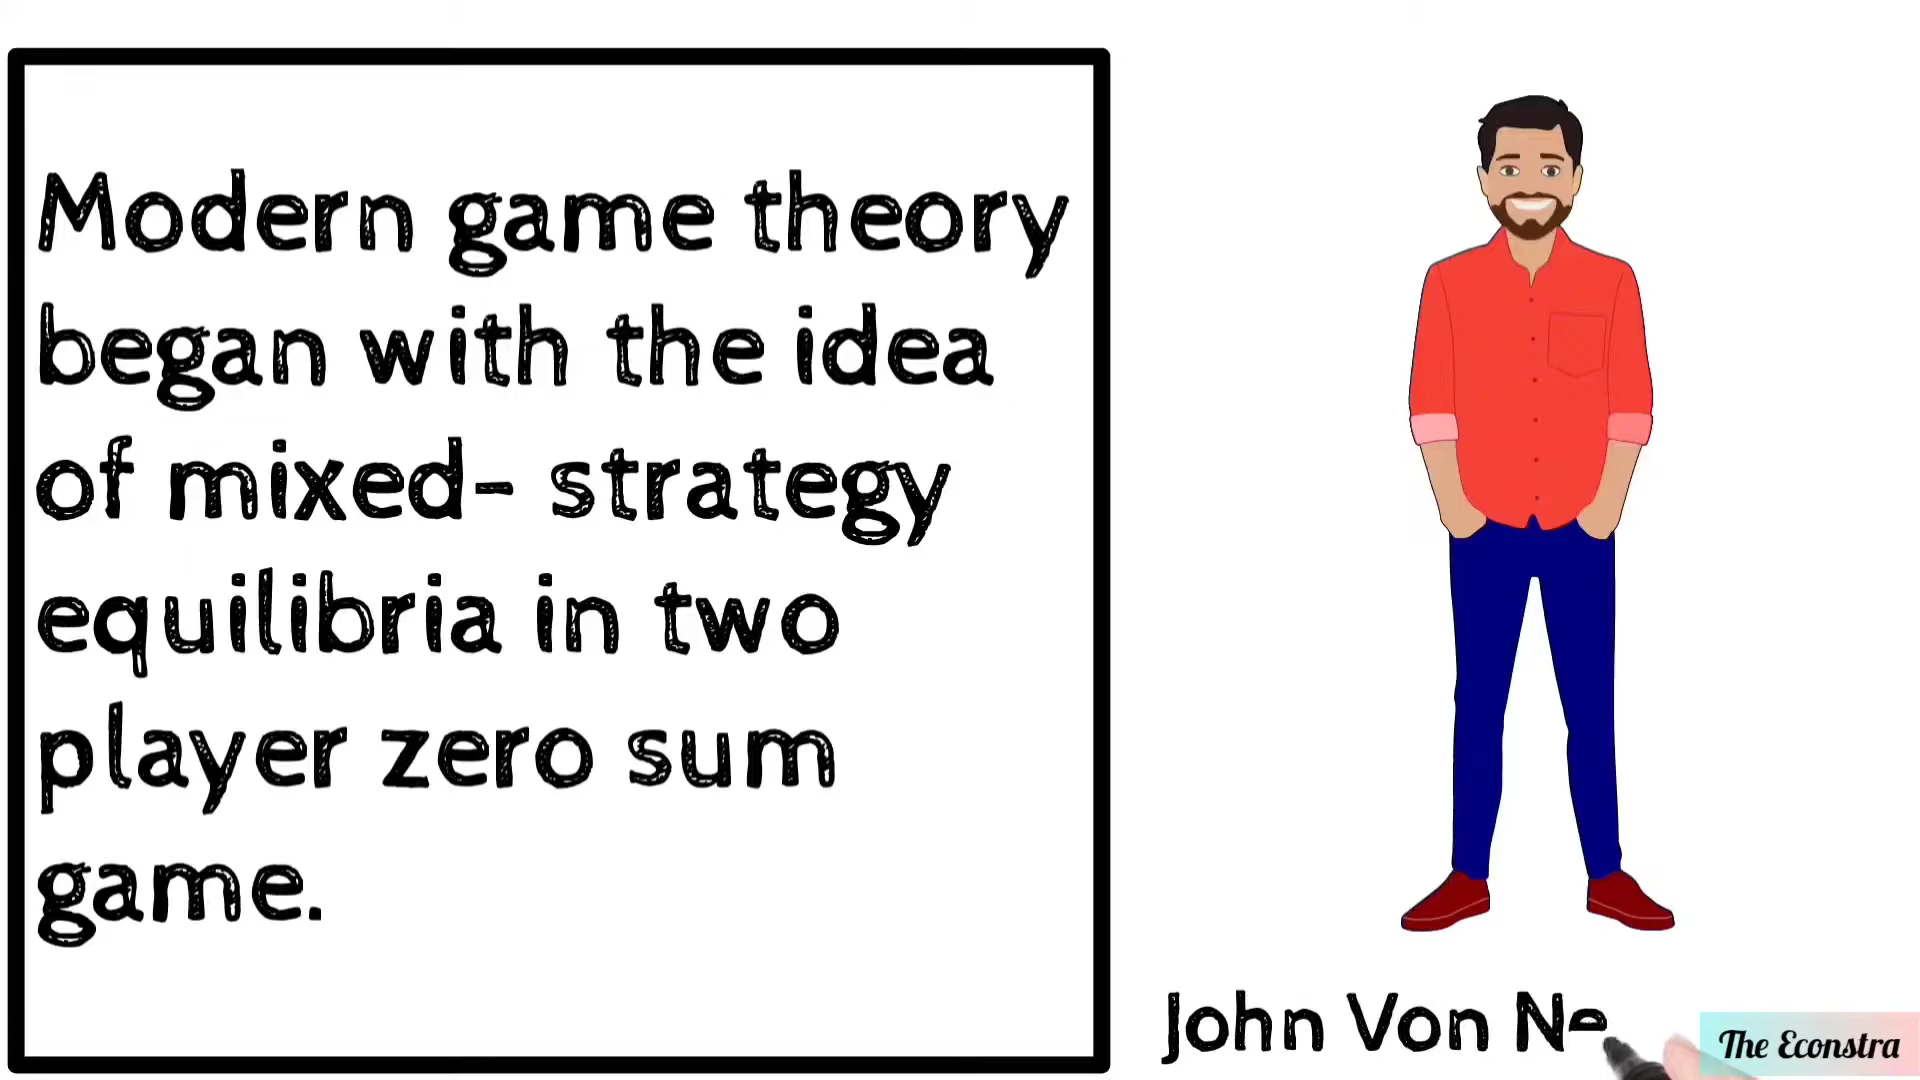 Modern game theory
began with the idea
of mixed- strategy
equilibria in two
player zero sum
game.
John Von Ne
The Econstra